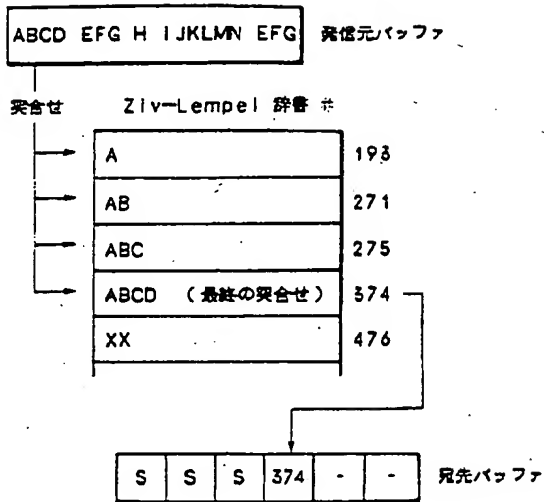 ABCD EFG H IJKLMN EFG 発信元バッファ
突合せ Ziv-Lempel 辞書 *
A 193
AB 271
ABC 275
ABCD (最終の突合せ) 374
XX 476
S S S 374 - - 宛先バッファ